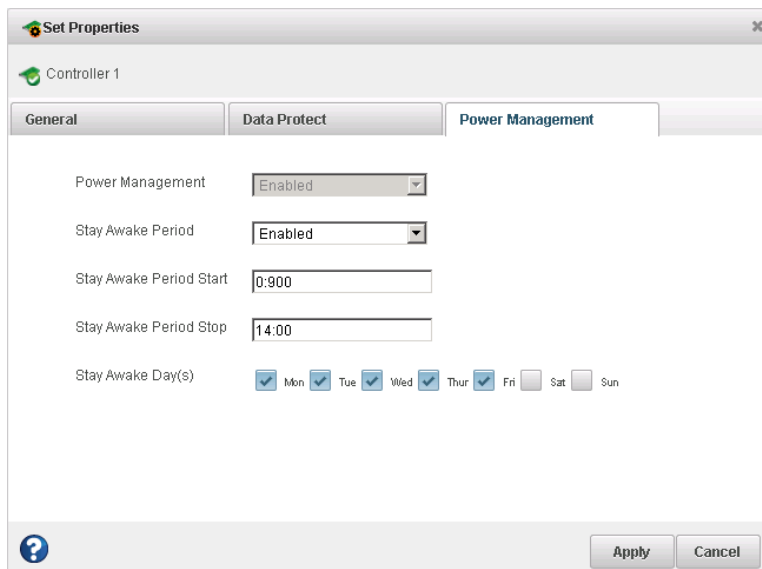 Set Properties
Controller 1
General Data Protect Power Management
Power Management Enabled
Stay Awake Period Enabled
Stay Awake Period Start 0:900
Stay Awake Period Stop 14:00
Stay Awake Day(s) Mon Tue Wed Thur Fri Sat Sun
? Apply Cancel